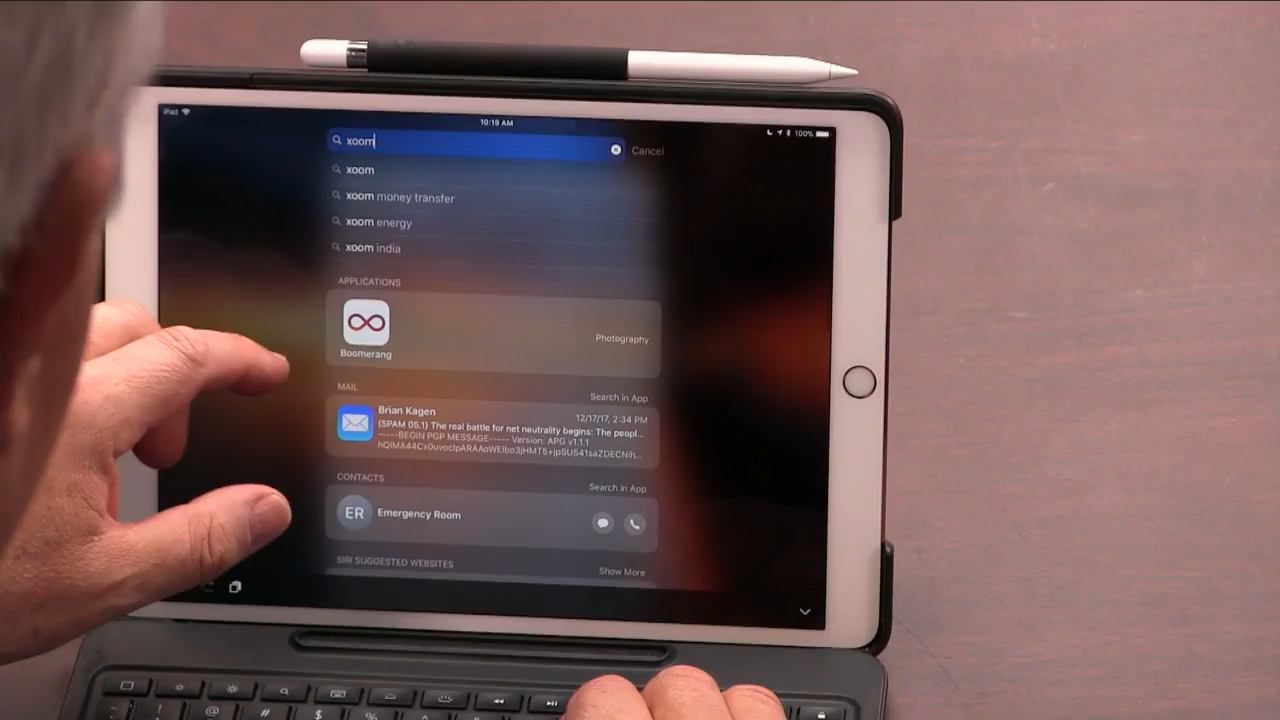 iPad
10:19 AM
100%
xoom
Cancel
xoom
xoom money transfer
xoom energy
xoom india
APPLICATIONS
Boomerang
Photography
MAIL
Search in App
Brian Kagen
12/17/17, 2:34 PM
{SPAM 05.1} The real battle for net neutrality begins: The peopl...
-----BEGIN PGP MESSAGE----- Version: APG v1.1.1
CONTACTS
Search in App
ER
Emergency Room
SIRI SUGGESTED WEBSITES
Show More
! @ # $ %